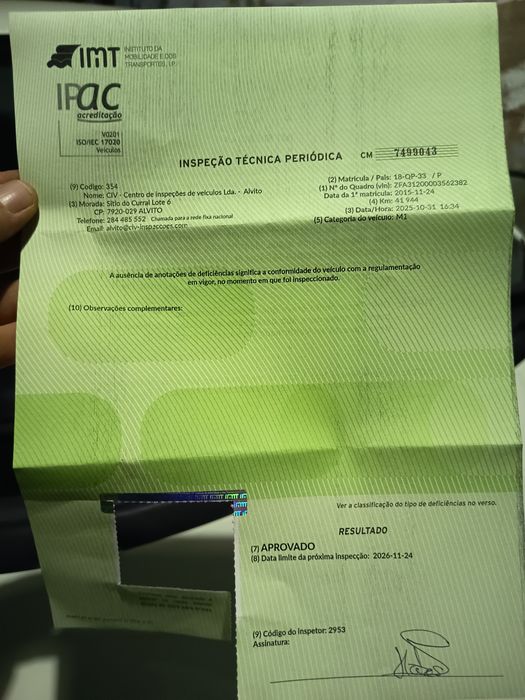 IMT INSTITUTO DA
MOBILIDADE E DOS
TRANSPORTES, I.P.
IPac
acreditação
V0201
ISO/IEC 17020
Veículos
INSPEÇÃO TÉCNICA PERIÓDICA CM 7499043
(9) Código: 354
Nome: CIV - Centro de inspeções de veículos Lda. - Alvito
(3) Morada: Sítio do Curral Lote 6
CP: 7920-029 ALVITO
Telefone: 284 485 552 Chamada para a rede fixa nacional
Email: alvito@civ-inspecoes.com
(2) Matrícula / País: 18-QP-33 / P
(1) Nº do Quadro (vin): ZFA31200003562382
Data da 1ª matrícula: 2015-11-24
(4) Km: 41 944
(3) Data/Hora: 2025-10-31 16:34
(5) Categoria do veículo: M1
A ausência de anotações de deficiências significa a conformidade do veículo com a regulamentação
em vigor, no momento em que foi inspeccionado.
(10) Observações complementares:
IMT IMT IMT IMT
IMT
Ver a classificação do tipo de deficiências no verso.
RESULTADO
(7) APROVADO
(8) Data limite da próxima inspecção: 2026-11-24
(9) Código do inspetor: 2953
Assinatura: